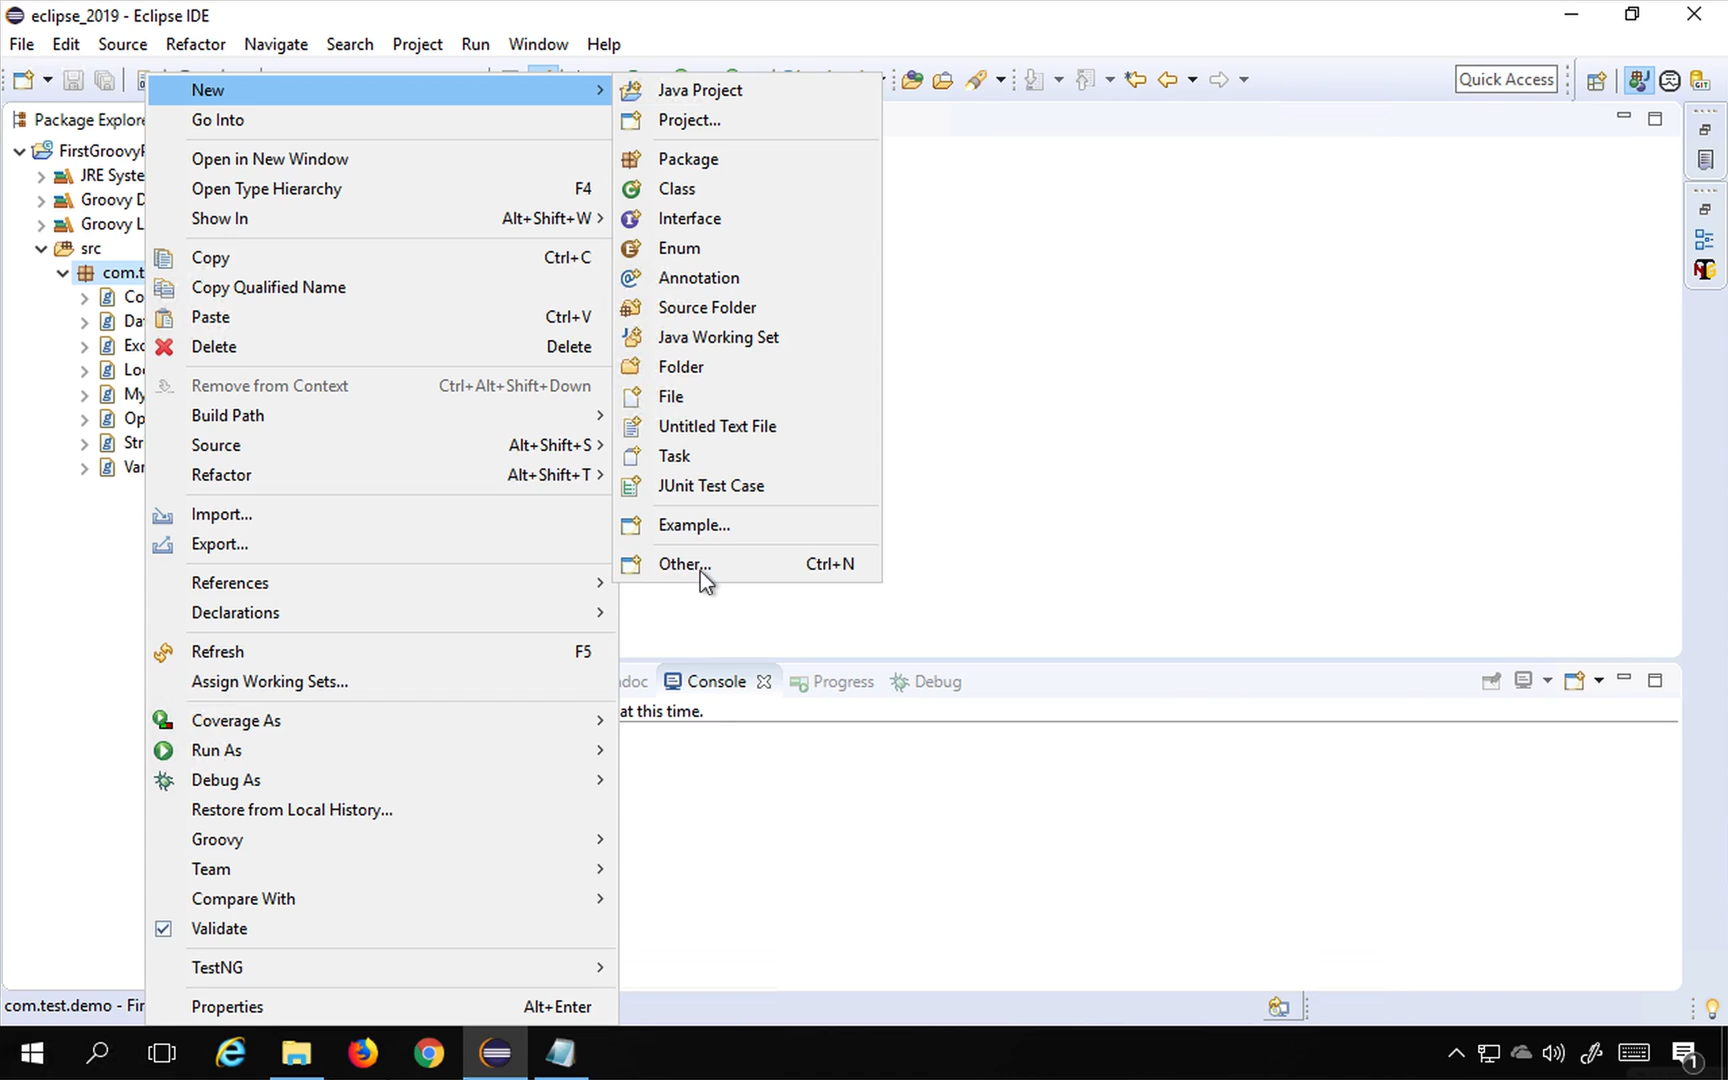 eclipse_2019 - Eclipse IDE
File Edit Source Refactor Navigate Search Project Run Window Help
Quick Access
Package Explore
FirstGroovyF
JRE Syste
Groovy D
Groovy L
src
com.t
Co
Da
Exc
Loc
My
Op
Str
Var
New
Go Into
Open in New Window
Open Type Hierarchy F4
Show In Alt+Shift+W
Copy Ctrl+C
Copy Qualified Name
Paste Ctrl+V
Delete Delete
Remove from Context Ctrl+Alt+Shift+Down
Build Path
Source Alt+Shift+S
Refactor Alt+Shift+T
Import...
Export...
References
Declarations
Refresh F5
Assign Working Sets...
Coverage As
Run As
Debug As
Restore from Local History...
Groovy
Team
Compare With
Validate
TestNG
Properties Alt+Enter
Java Project
Project...
Package
Class
Interface
Enum
Annotation
Source Folder
Java Working Set
Folder
File
Untitled Text File
Task
JUnit Test Case
Example...
Other... Ctrl+N
doc Console Progress Debug
at this time.
com.test.demo - Fir
1